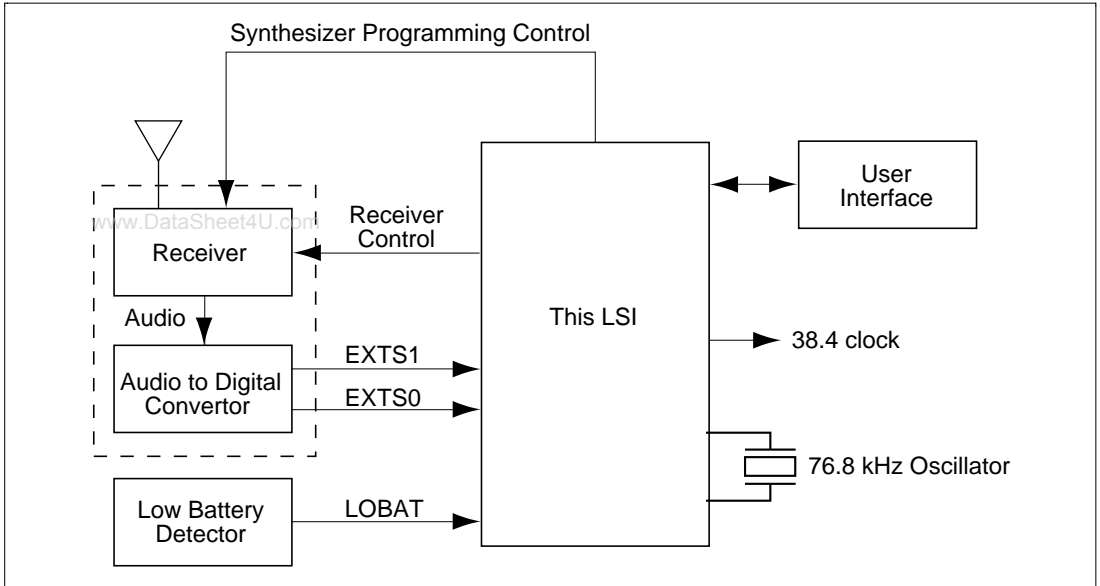 Synthesizer Programming Control
User
Interface
www.DataSheet4U.com
Receiver
Receiver
Control
This LSI
Audio
38.4 clock
Audio to Digital
Convertor
EXTS1
EXTS0
76.8 kHz Oscillator
Low Battery
Detector
LOBAT